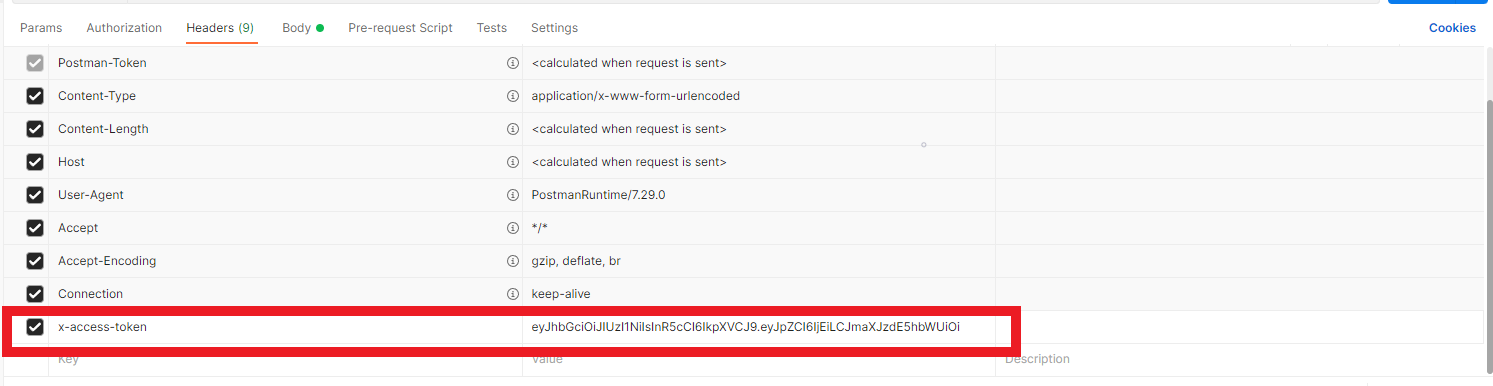 Params Authorization Headers (9) Body Pre-request Script Tests Settings Cookies
Postman-Token <calculated when request is sent>
Content-Type application/x-www-form-urlencoded
Content-Length <calculated when request is sent>
Host <calculated when request is sent>
User-Agent PostmanRuntime/7.29.0
Accept */*
Accept-Encoding gzip, deflate, br
Connection keep-alive
x-access-token eyJhbGciOiJIUzI1NiIsInR5cCI6IkpXVCJ9.eyJpZCI6IjEiLCJmaXJzdE5hbWUiOi
Key Value Description